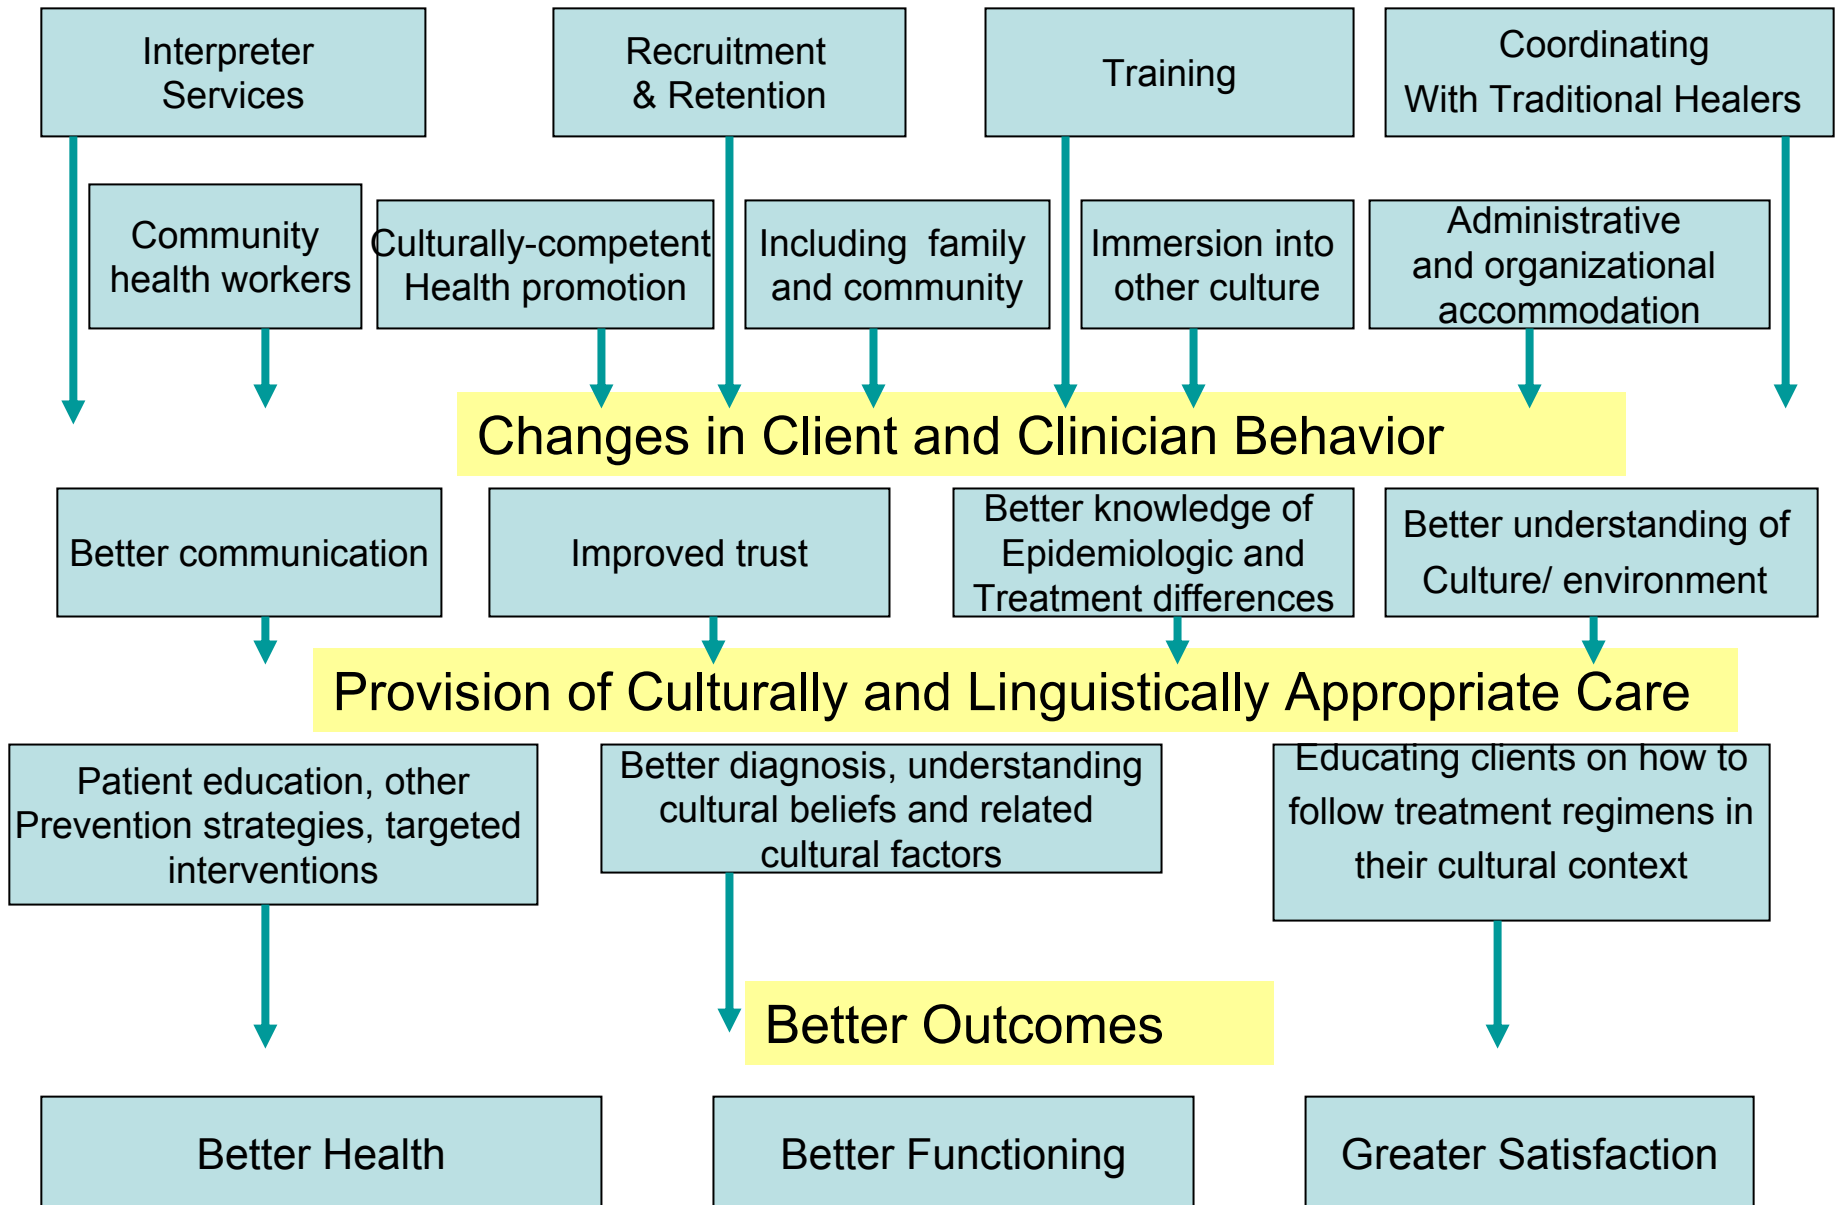 Interpreter
Services
Recruitment
& Retention
Training
Coordinating
With Traditional Healers
Community
health workers
Culturally-competent
Health promotion
Including family
and community
Immersion into
other culture
Administrative
and organizational
accommodation
Changes in Client and Clinician Behavior
Better communication
Improved trust
Better knowledge of
Epidemiologic and
Treatment differences
Better understanding of
Culture/ environment
Provision of Culturally and Linguistically Appropriate Care
Patient education, other
Prevention strategies, targeted
interventions
Better diagnosis, understanding
cultural beliefs and related
cultural factors
Educating clients on how to
follow treatment regimens in
their cultural context
Better Outcomes
Better Health
Better Functioning
Greater Satisfaction